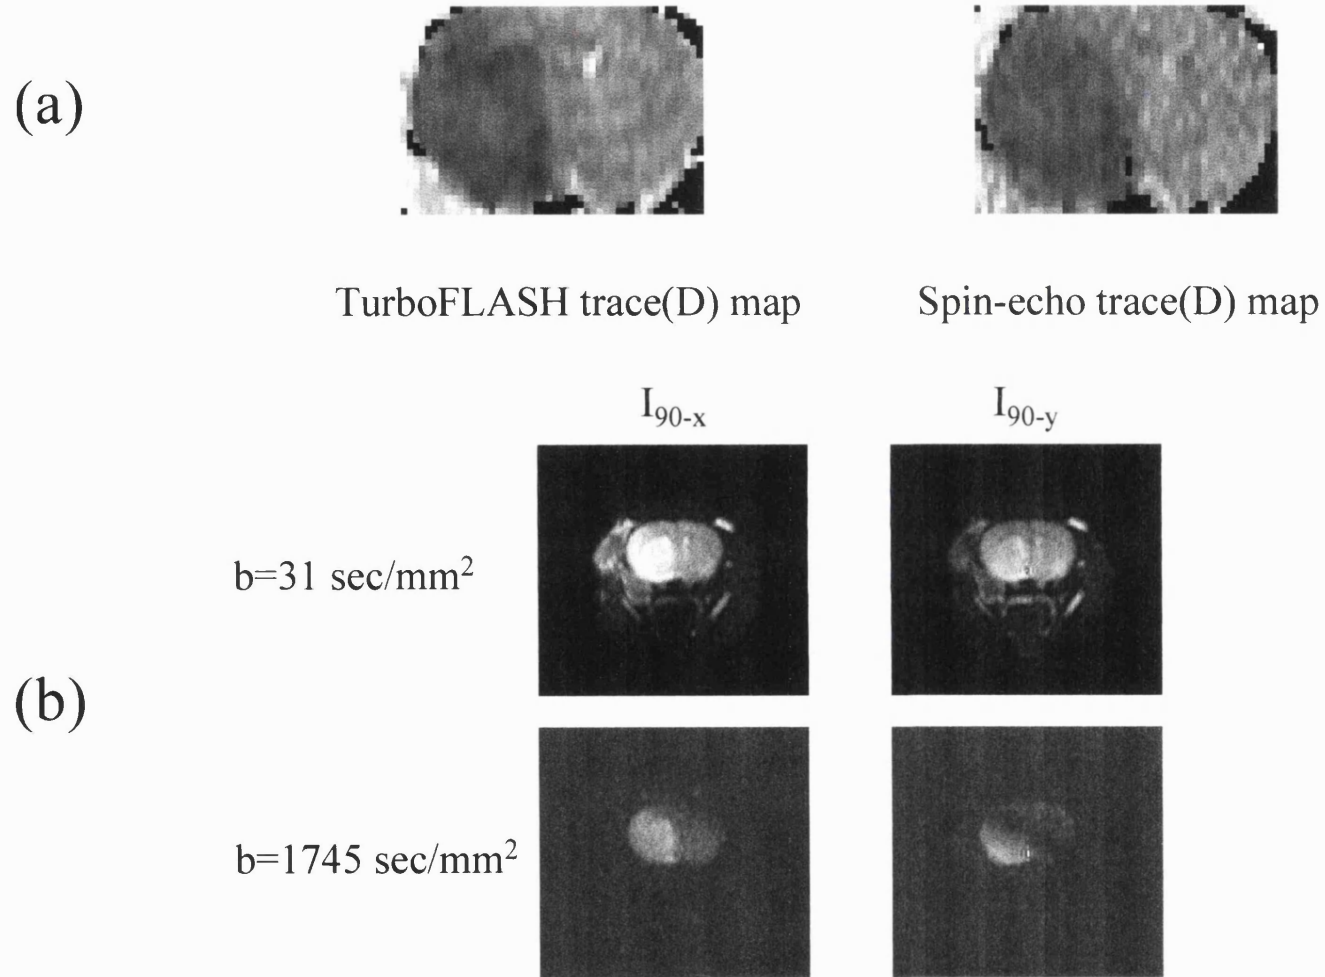 (a)
TurboFLASH trace(D) map
Spin-echo trace(D) map
I90-x
I90-y
b=31 sec/mm²
(b)
b=1745 sec/mm²